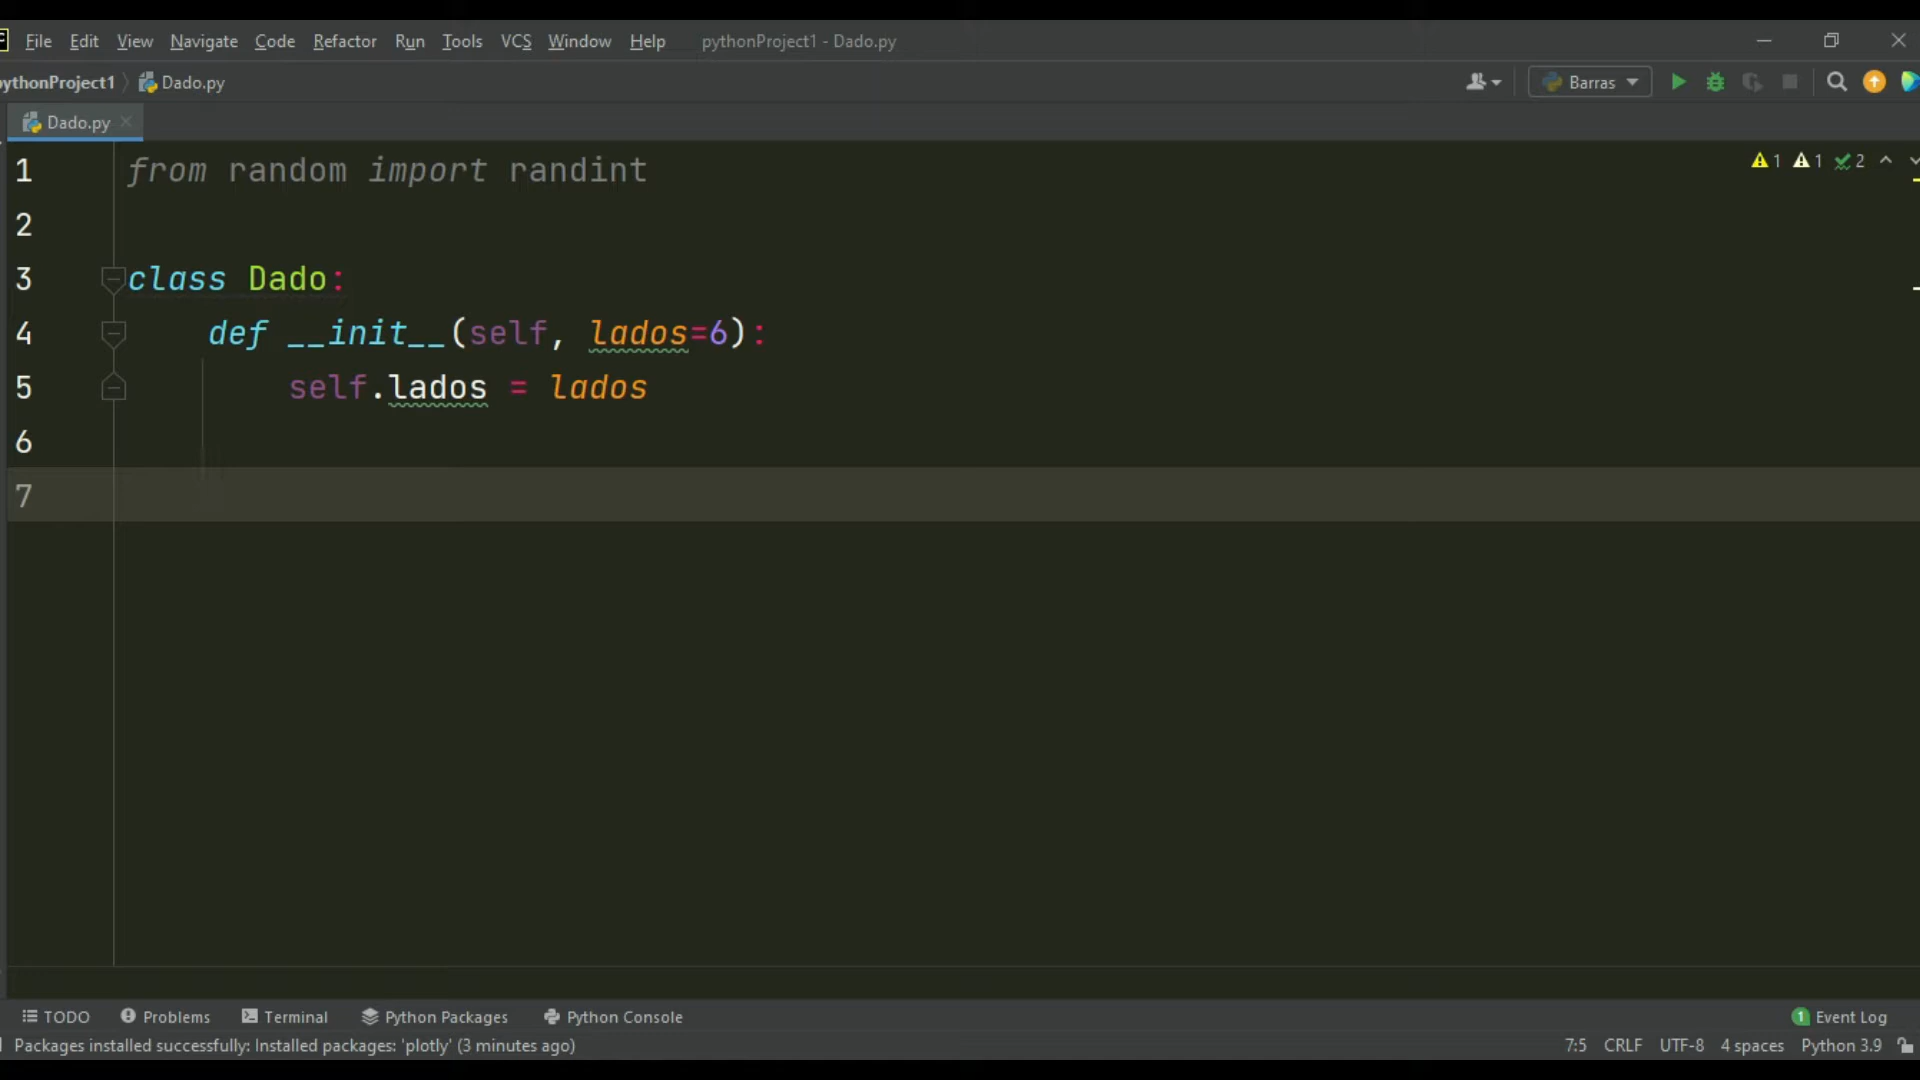 File Edit View Navigate Code Refactor Run Tools VCS Window Help pythonProject1 - Dado.py
pythonProject1 Dado.py Barras
Dado.py
1 from random import randint 1 1 2
2
3 class Dado:
4 def __init__(self, lados=6):
5 self.lados = lados
6
7
TODO Problems Terminal Python Packages Python Console 1 Event Log
Packages installed successfully: Installed packages: 'plotly' (3 minutes ago) 7:5 CRLF UTF-8 4 spaces Python 3.9